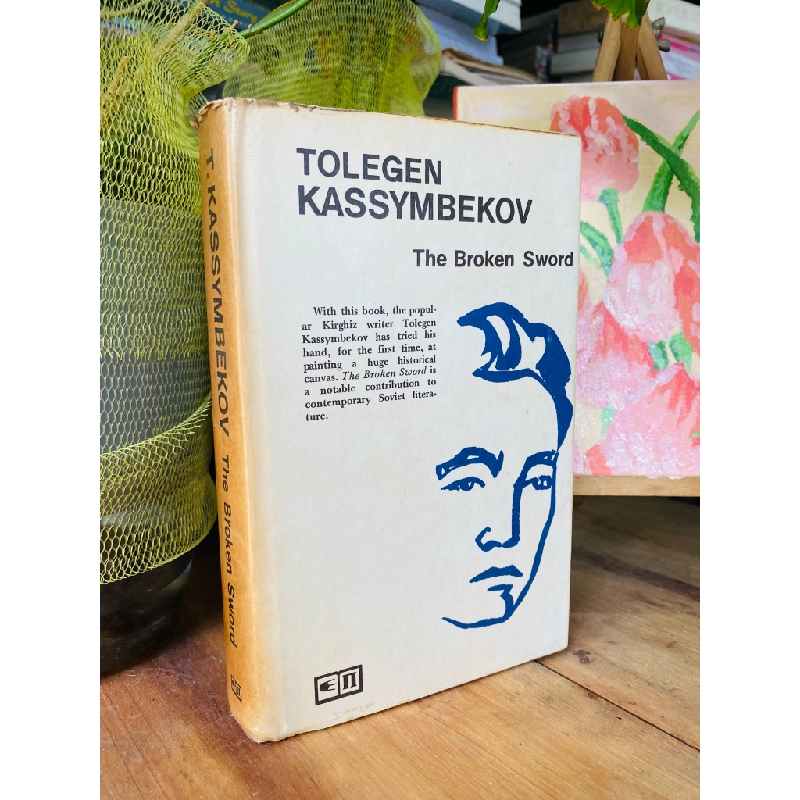 TOLEGEN
KASSYMBEKOV
The Broken Sword
With this book, the popul-
ar Kirghiz writer Tolegen
Kassymbekov has tried his
hand, for the first time, at
painting a huge historical
canvas. The Broken Sword is
a notable contribution to
contemporary Soviet litera-
ture.
T. KASSYMBEKOV The Broken Sword